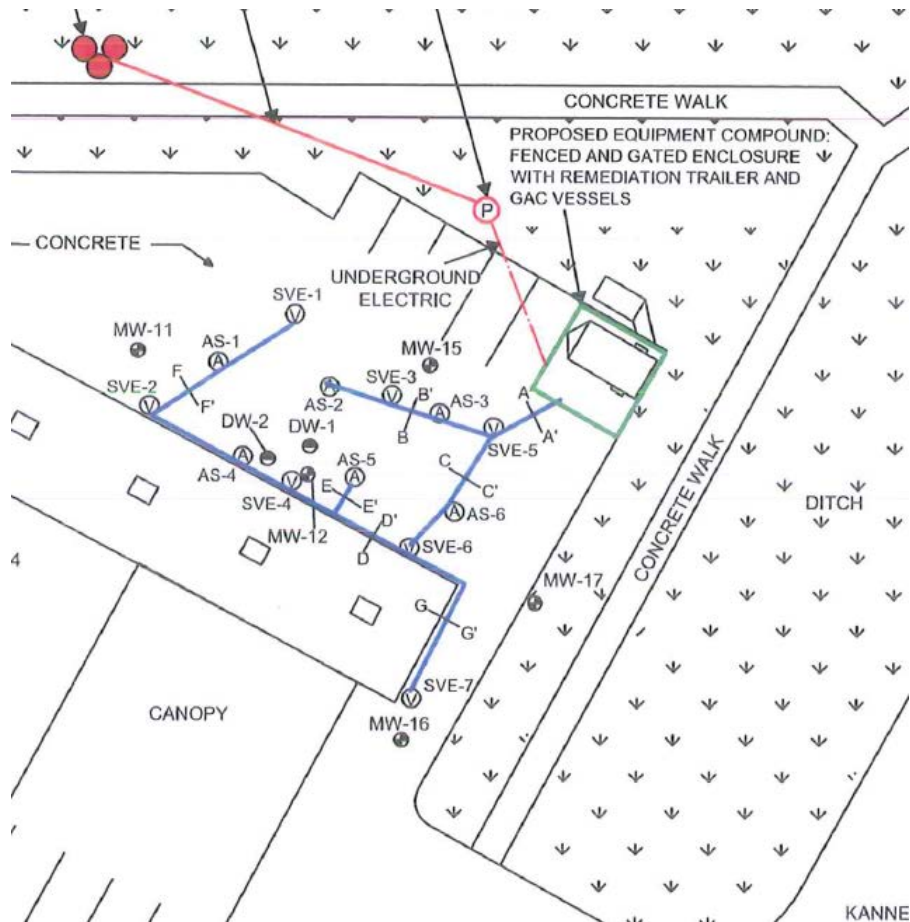 CONCRETE WALK
PROPOSED EQUIPMENT COMPOUND:
FENCED AND GATED ENCLOSURE
WITH REMEDIATION TRAILER AND
GAC VESSELS
P
CONCRETE
UNDERGROUND
ELECTRIC
SVE-1
V
MW-11
AS-1
A
MW-15
F
F'
SVE-2
V
AS-2
A
SVE-3
V
B'
B
AS-3
A
A
A'
V
SVE-5
DW-2
DW-1
AS-4
A
SVE-4
V
AS-5
A
E
E'
C
C'
MW-12
D'
D
A
AS-6
V
SVE-6
CONCRETE WALK
DITCH
4
MW-17
G
G'
V
SVE-7
CANOPY
MW-16
KANNE